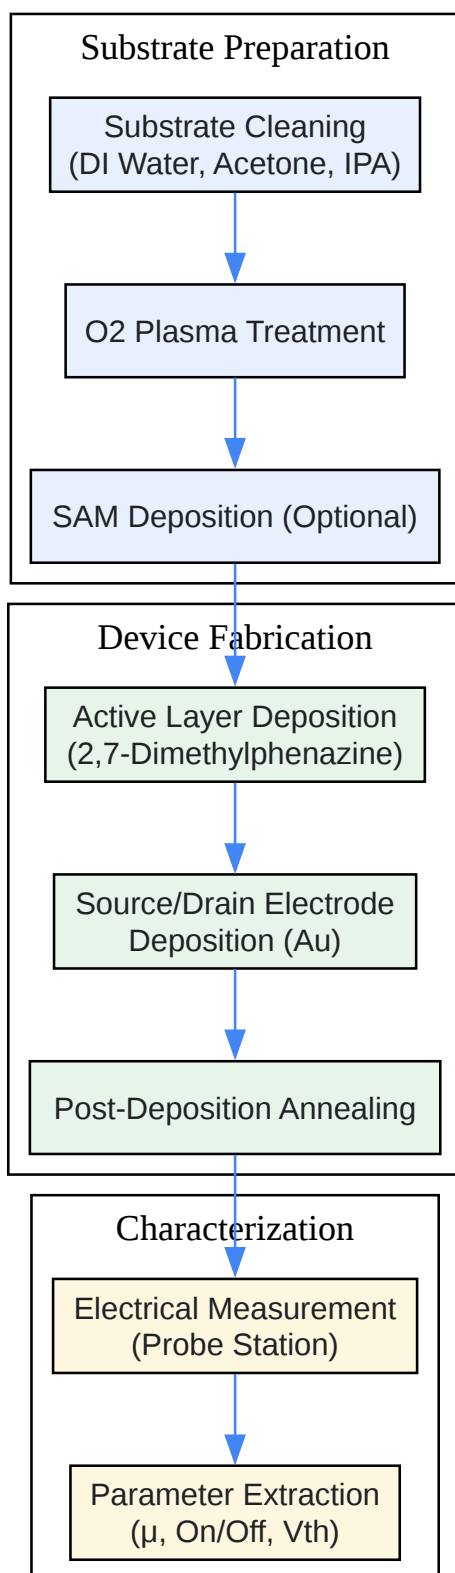 Substrate Preparation
Substrate Cleaning
(DI Water, Acetone, IPA)
O2 Plasma Treatment
SAM Deposition (Optional)
Device Fabrication
Active Layer Deposition
(2,7-Dimethylphenazine)
Source/Drain Electrode
Deposition (Au)
Post-Deposition Annealing
Characterization
Electrical Measurement
(Probe Station)
Parameter Extraction
(μ, On/Off, Vth)